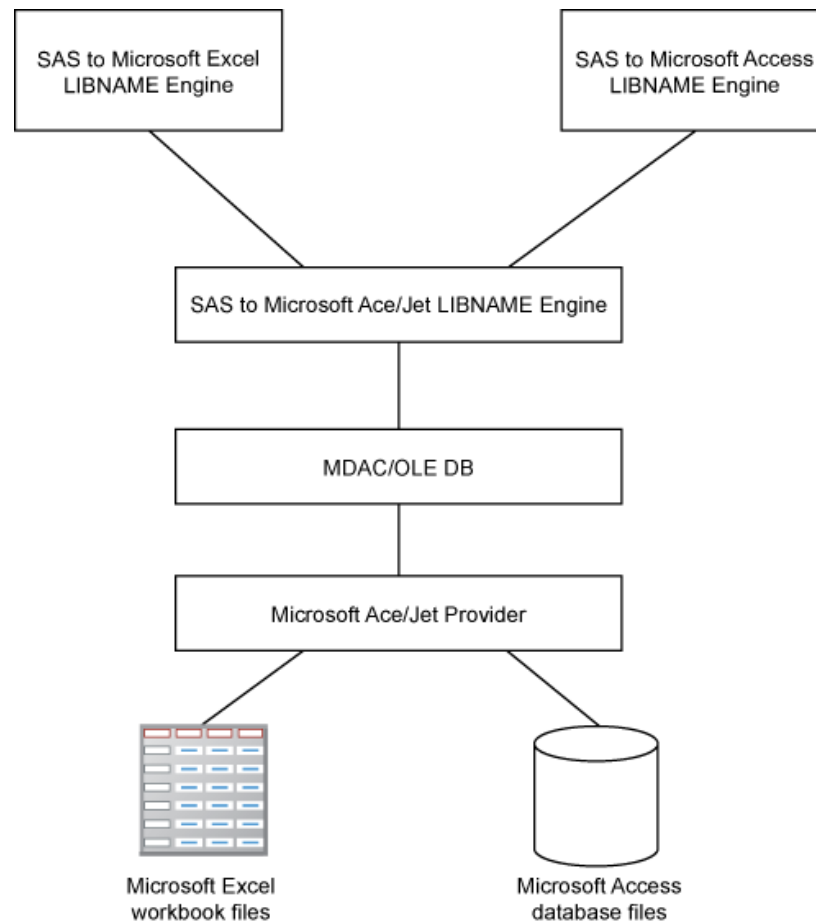 SAS to Microsoft Excel
LIBNAME Engine
SAS to Microsoft Access
LIBNAME Engine
SAS to Microsoft Ace/Jet LIBNAME Engine
MDAC/OLE DB
Microsoft Ace/Jet Provider
Microsoft Excel
workbook files
Microsoft Access
database files